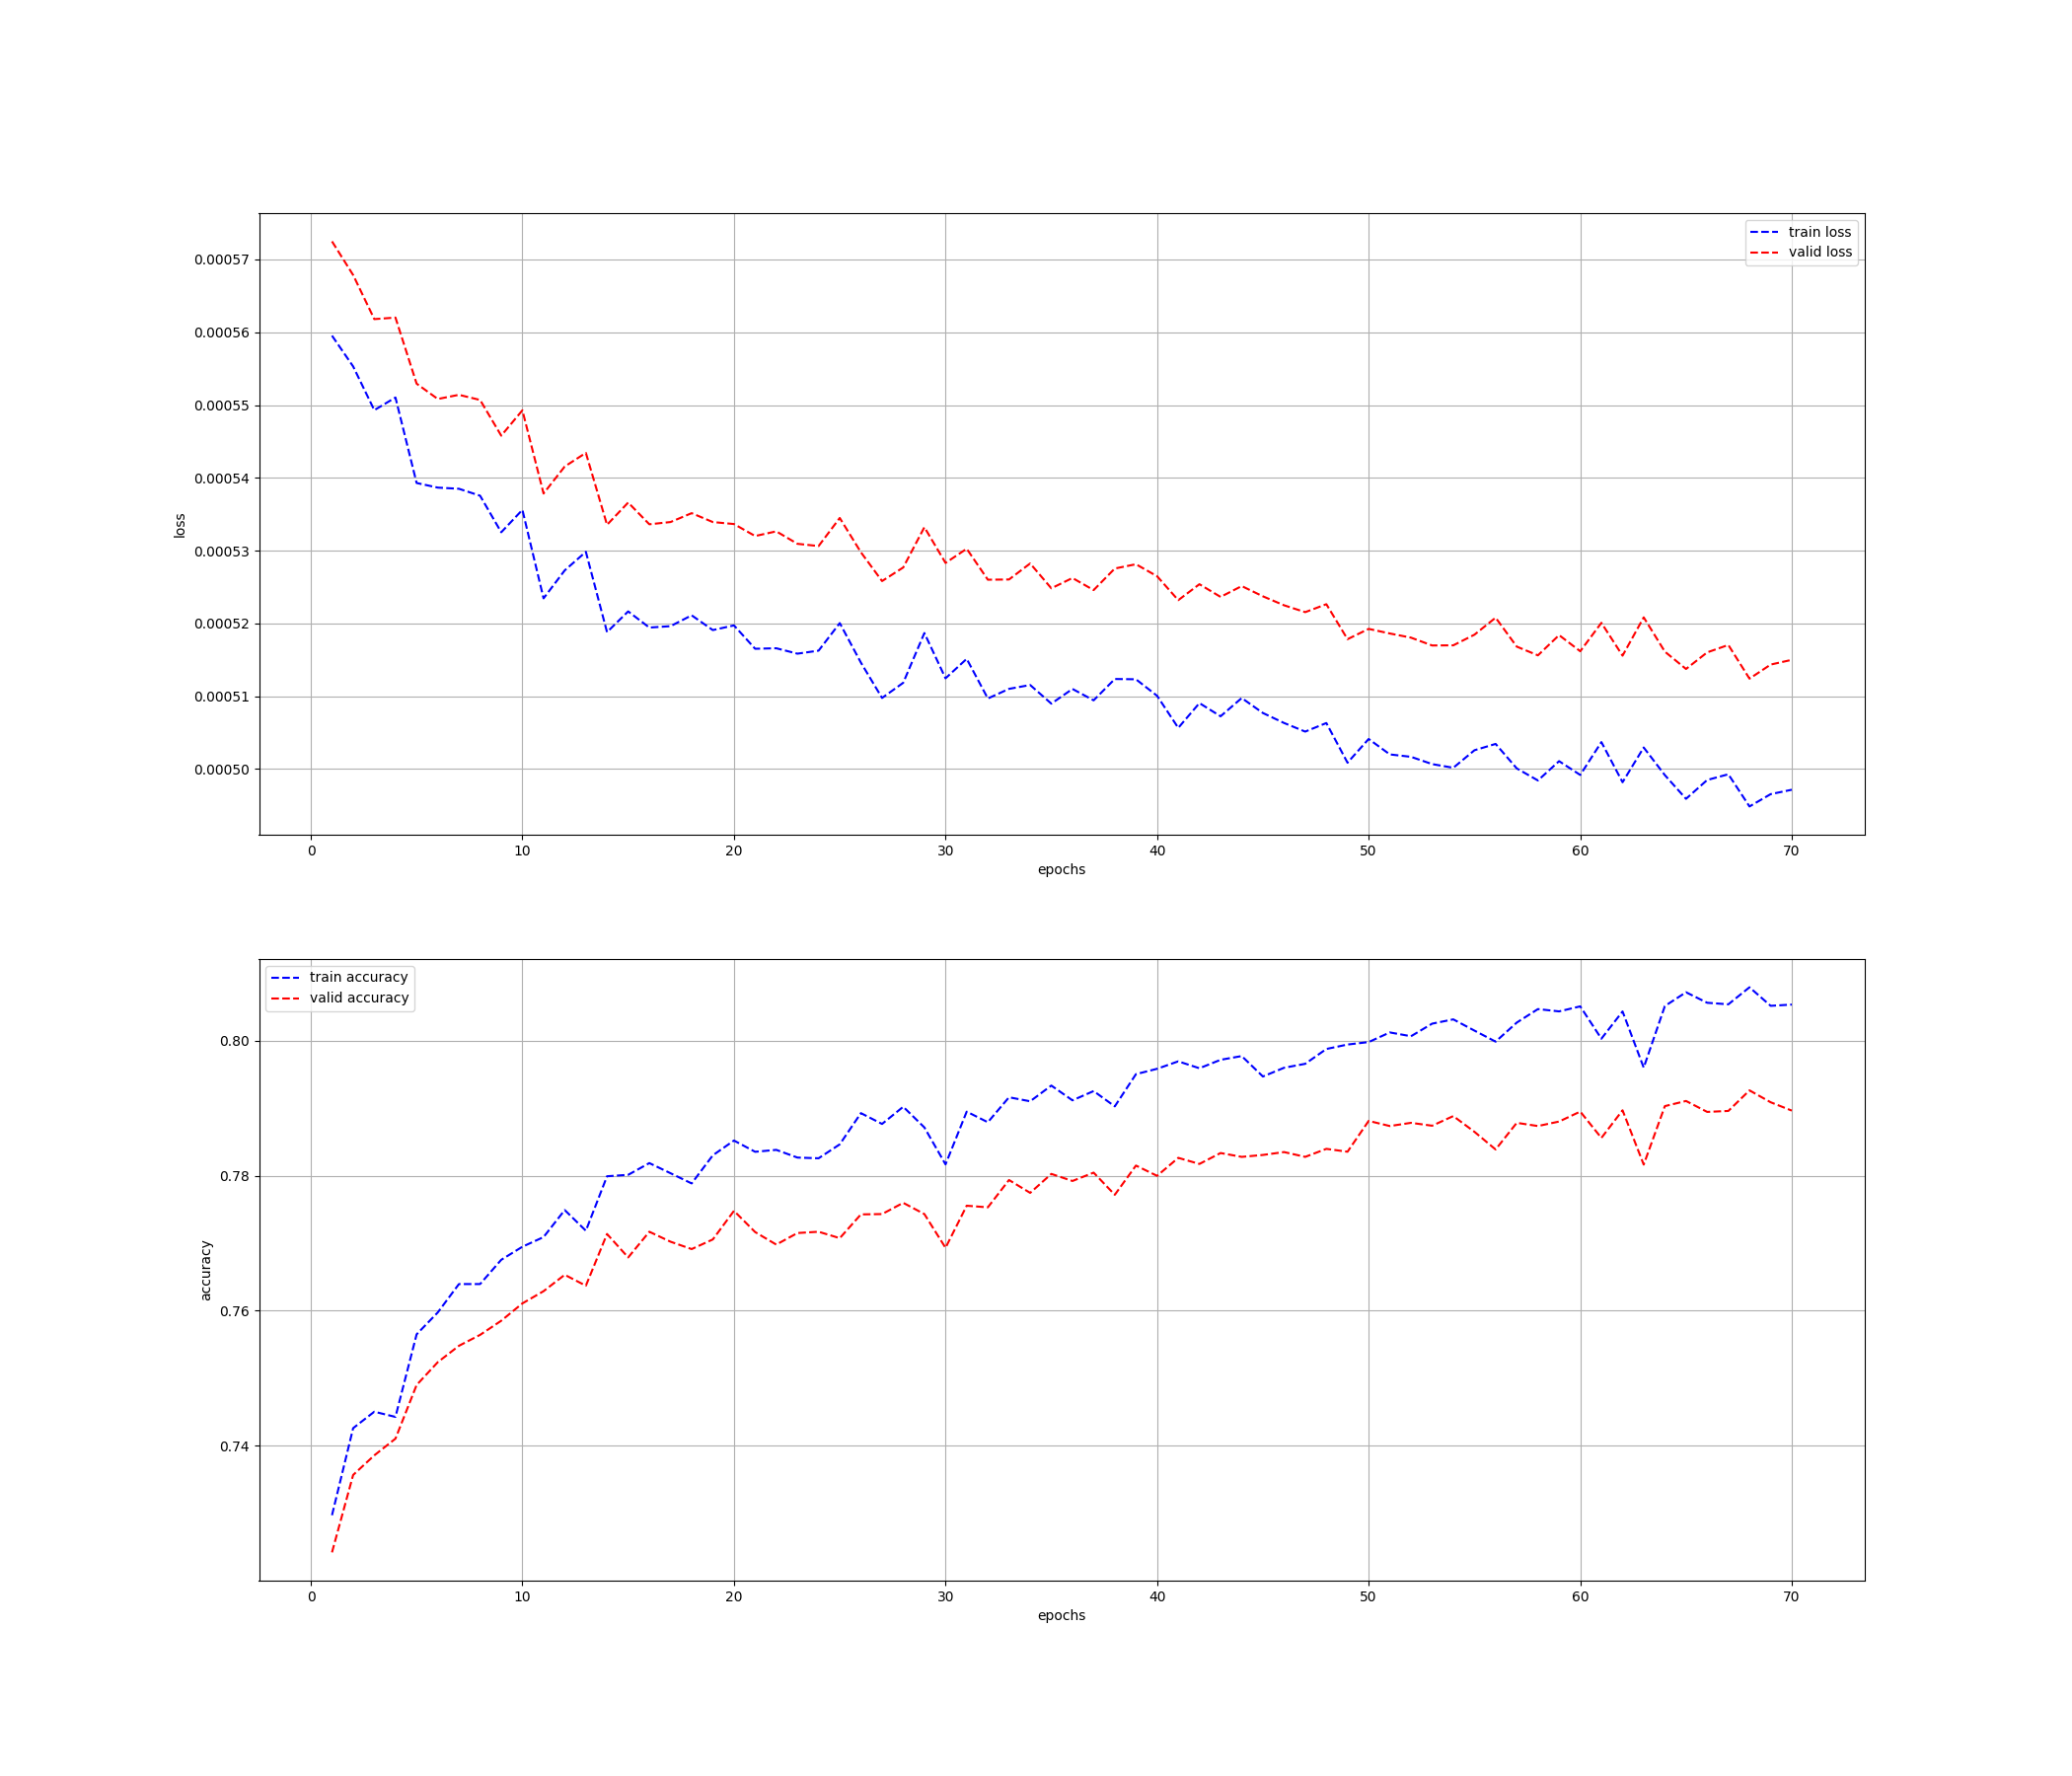 train loss
valid loss
0.00057
0.00056
0.00055
0.00054
0.00053
0.00052
0.00051
0.00050
loss
0 10 20 30 40 50 60 70
epochs
train accuracy
valid accuracy
0.80
0.78
0.76
0.74
accuracy
0 10 20 30 40 50 60 70
epochs